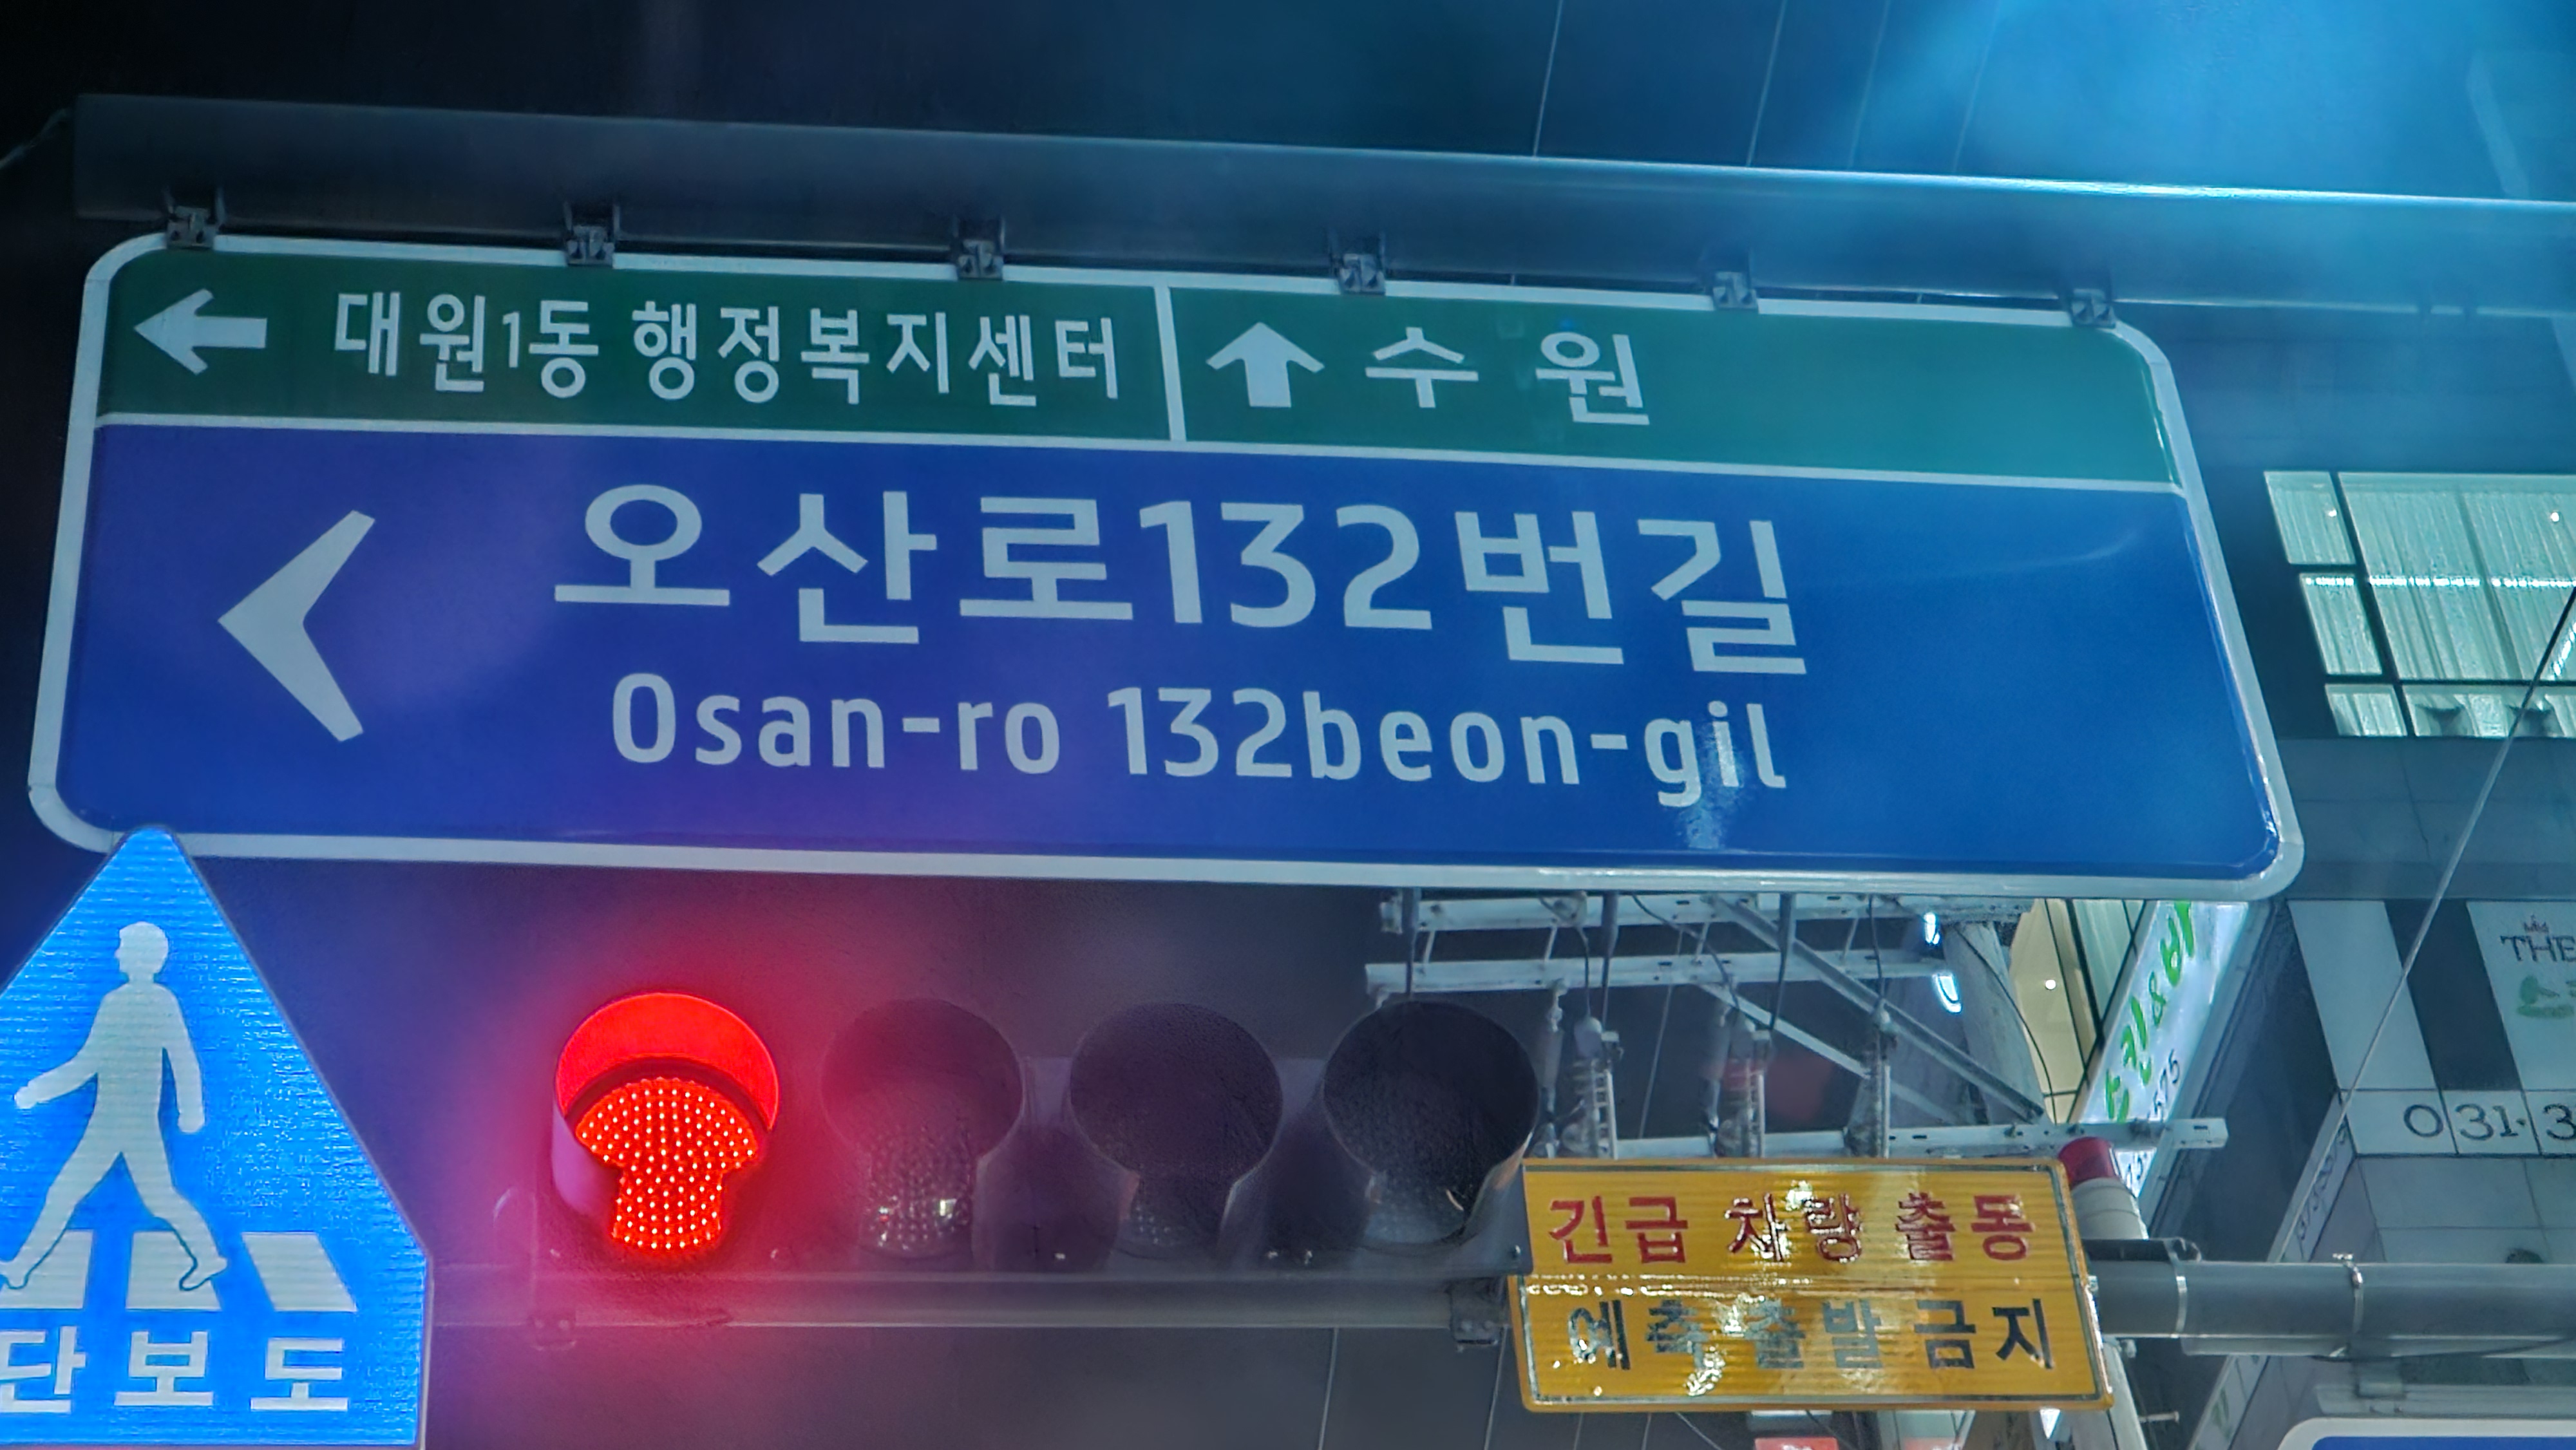 대원1동 행정복지센터
수원
오산로132번길
Osan-ro 132beon-gil
단보도
긴급 차량 출동
예측출발금지
THE
031·3